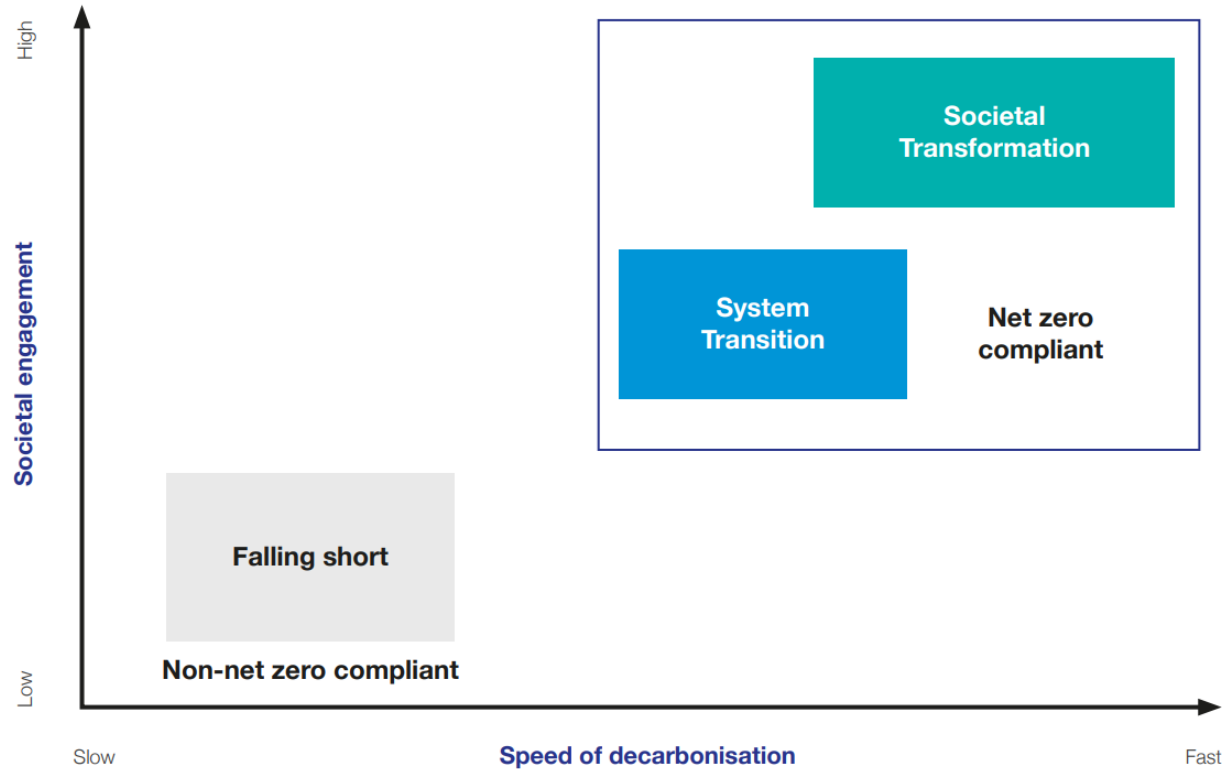 High
Societal
Transformation
Societal engagement
System
Transition
Net zero
compliant
Falling short
Non-net zero compliant
Low
Slow
Speed of decarbonisation
Fast